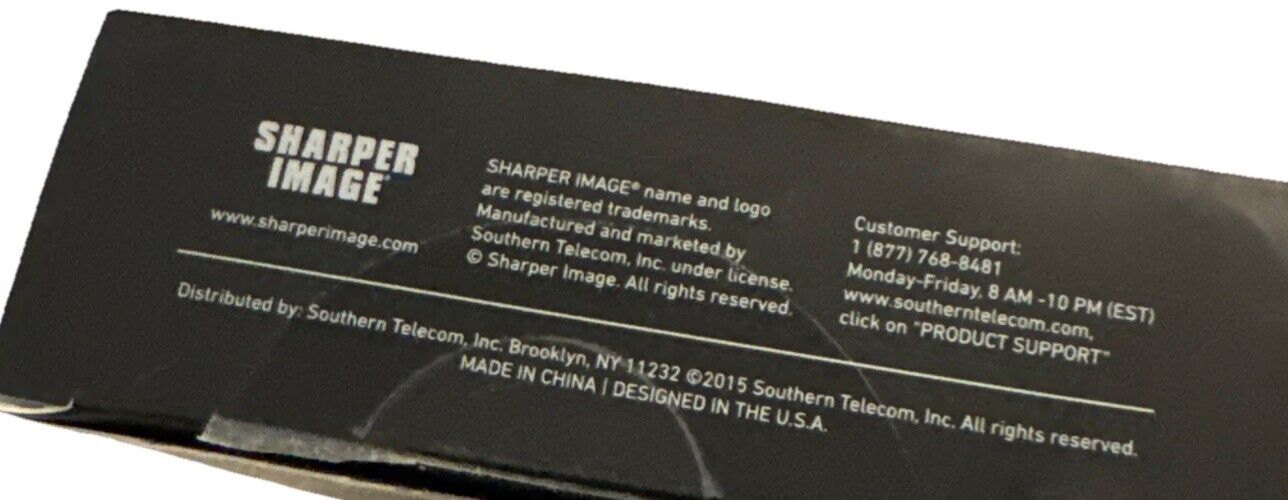 SHARPER
IMAGE®
www.sharperimage.com
SHARPER IMAGE® name and logo
are registered trademarks.
Manufactured and marketed by
Southern Telecom, Inc. under license.
© Sharper Image. All rights reserved.
Customer Support:
1 (877) 768-8481
Monday-Friday, 8 AM -10 PM (EST)
www.southerntelecom.com,
click on "PRODUCT SUPPORT"
Distributed by: Southern Telecom, Inc. Brooklyn, NY 11232 ©2015 Southern Telecom, Inc. All rights reserved.
MADE IN CHINA | DESIGNED IN THE U.S.A.